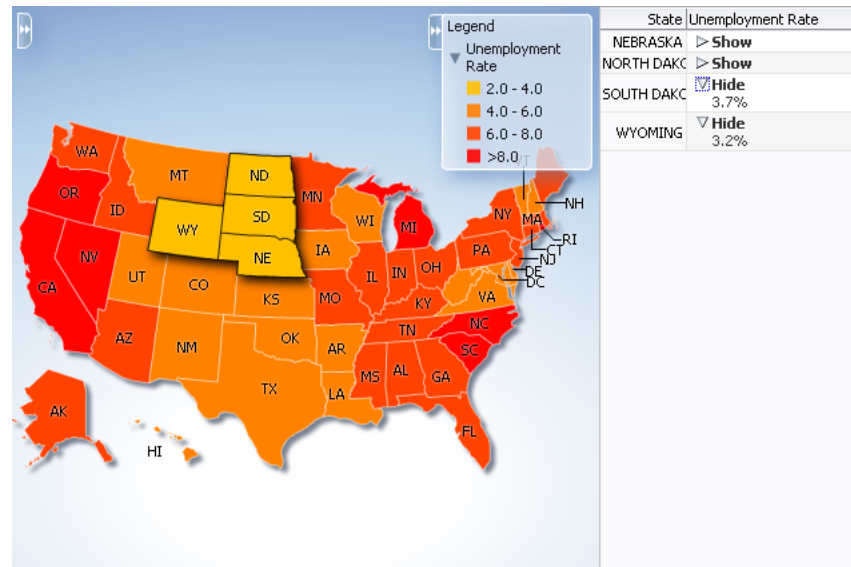 Legend
Unemployment
Rate
2.0 - 4.0
4.0 - 6.0
6.0 - 8.0
>8.0
State Unemployment Rate
NEBRASKA Show
NORTH DAKC Show
SOUTH DAKC Hide
3.7%
WYOMING Hide
3.2%
WA
MT
ND
MN
VT
OR
ID
WY
SD
WI
MI
NY
MA
NH
RI
CT
NJ
NV
UT
CO
NE
IA
IL
IN
OH
PA
DE
DC
CA
KS
MO
KY
VA
AZ
NM
OK
AR
TN
NC
SC
TX
LA
MS
AL
GA
AK
HI
FL